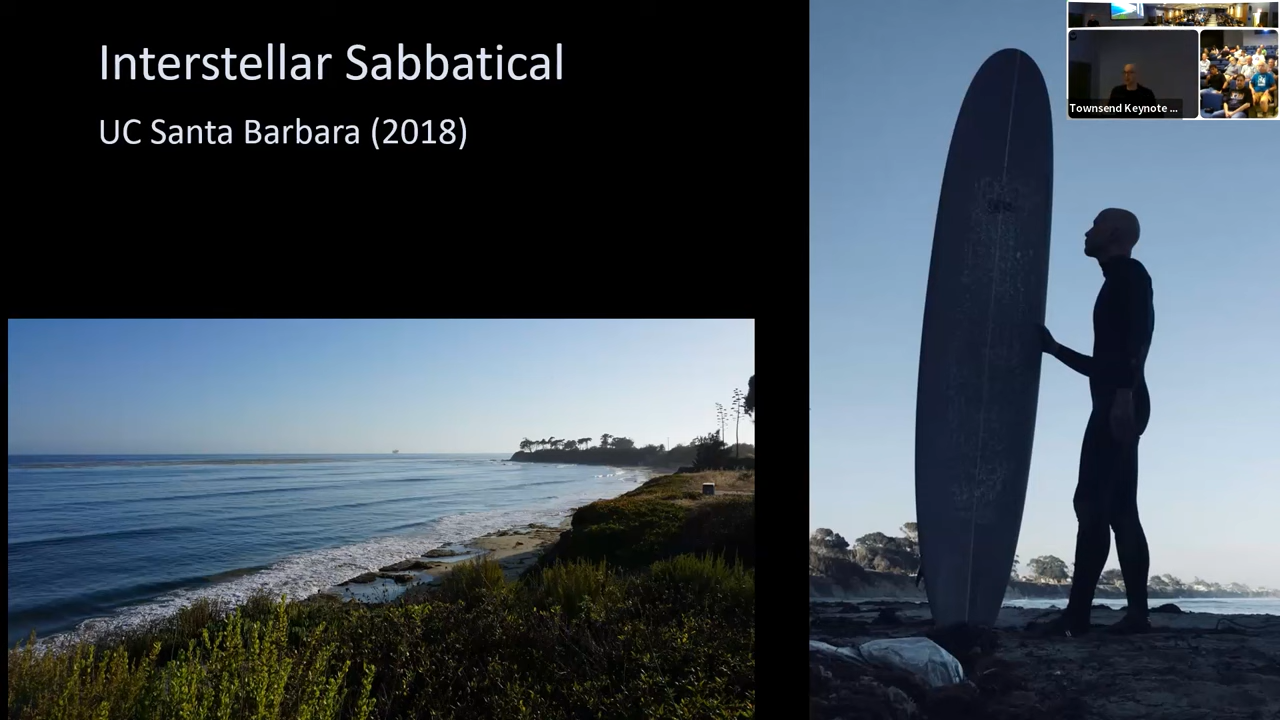 Interstellar Sabbatical
UC Santa Barbara (2018)
Townsend Keynote ...